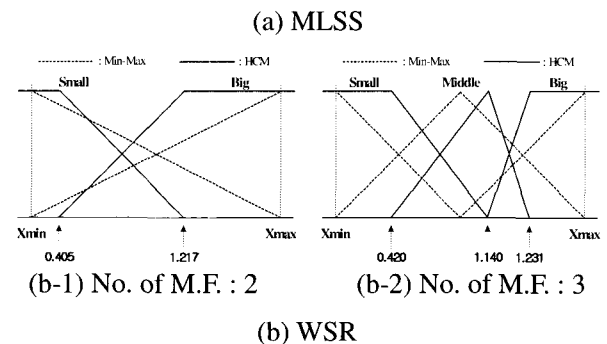 (a) MLSS
: Min-Max : HCM
Small Big
Xmin Xmax
0.405 1.217
(b-1) No. of M.F. : 2
: Min-Max : HCM
Small Middle Big
Xmin Xmax
0.420 1.140 1.231
(b-2) No. of M.F. : 3
(b) WSR